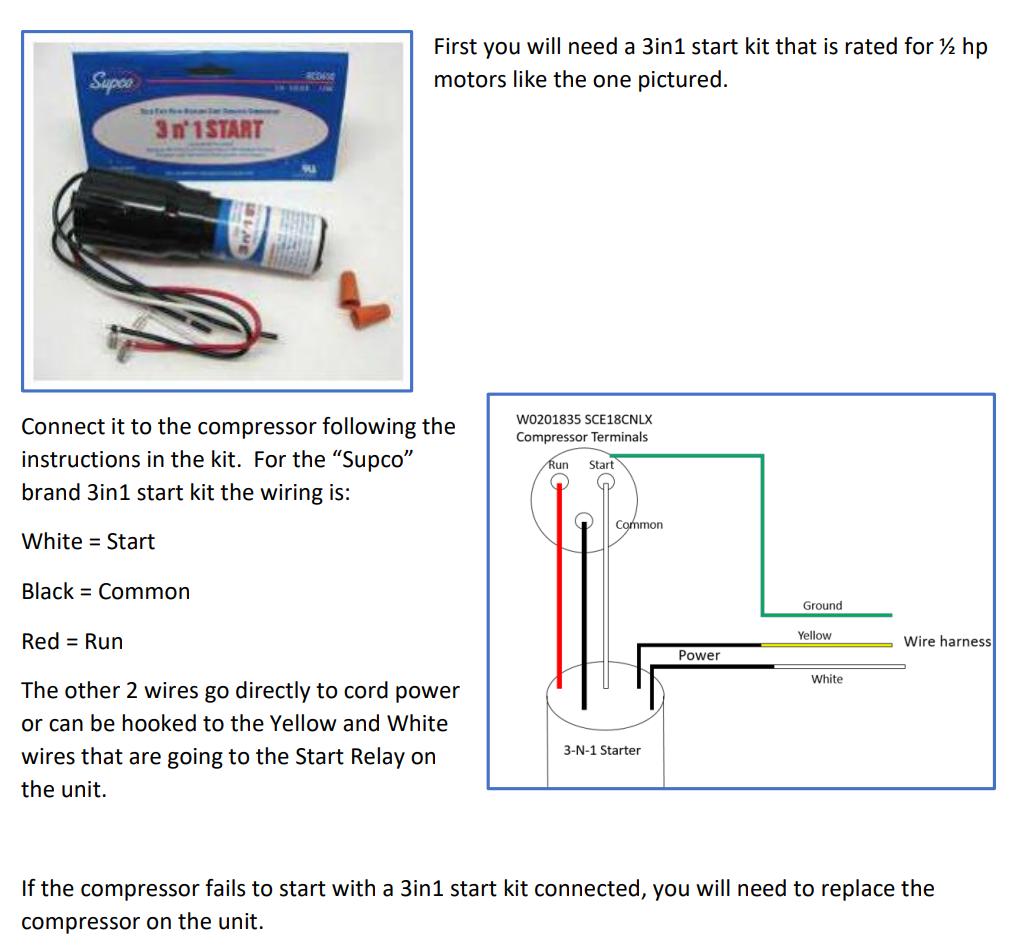 First you will need a 3in1 start kit that is rated for ½ hp
motors like the one pictured.
Supco
3 n' 1 START
Connect it to the compressor following the
instructions in the kit.  For the “Supco”
brand 3in1 start kit the wiring is:
White = Start
Black = Common
Red = Run
The other 2 wires go directly to cord power
or can be hooked to the Yellow and White
wires that are going to the Start Relay on
the unit.
W0201835 SCE18CNLX
Compressor Terminals
Run Start
Common
Ground
Yellow
Wire harness
Power
White
3-N-1 Starter
If the compressor fails to start with a 3in1 start kit connected, you will need to replace the
compressor on the unit.